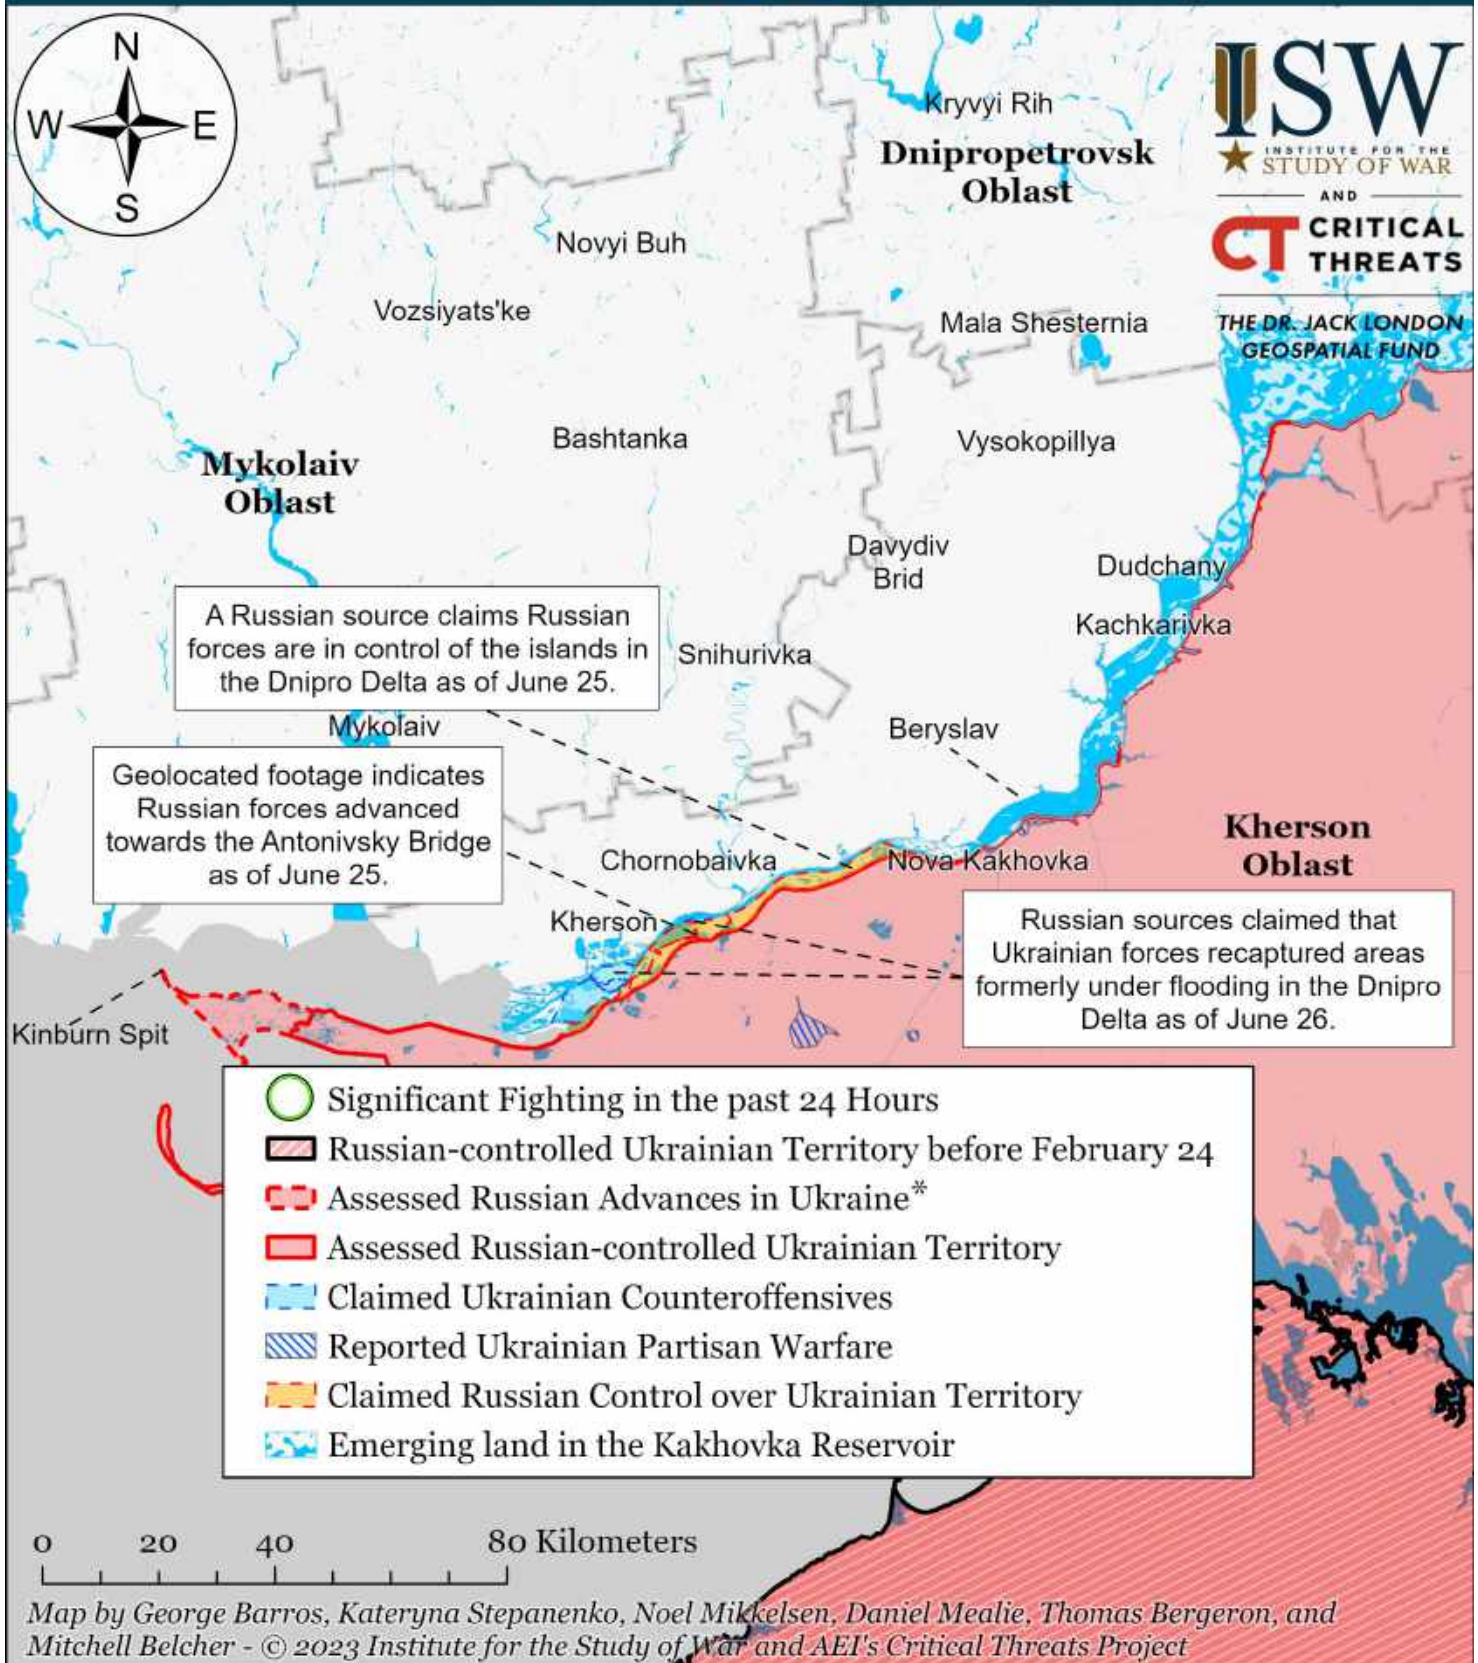 N
W
E
S
ISW
INSTITUTE FOR THE
STUDY OF WAR
AND
CT CRITICAL
THREATS
THE DR. JACK LONDON
GEOSPATIAL FUND
Kryvyi Rih
Dnipropetrovsk
Oblast
Novyi Buh
Vozsiyats'ke
Mala Shesternia
Bashtanka
Vysokopillya
Mykolaiv
Oblast
Davydiv
Brid
Dudchany
Kachkarivka
A Russian source claims Russian
forces are in control of the islands in
the Dnipro Delta as of June 25.
Snihurivka
Mykolaiv
Beryslav
Geolocated footage indicates
Russian forces advanced
towards the Antonivsky Bridge
as of June 25.
Chornobaivka
Nova Kakhovka
Kherson
Oblast
Kherson
Russian sources claimed that
Ukrainian forces recaptured areas
formerly under flooding in the Dnipro
Delta as of June 26.
Kinburn Spit
Significant Fighting in the past 24 Hours
Russian-controlled Ukrainian Territory before February 24
Assessed Russian Advances in Ukraine*
Assessed Russian-controlled Ukrainian Territory
Claimed Ukrainian Counteroffensives
Reported Ukrainian Partisan Warfare
Claimed Russian Control over Ukrainian Territory
Emerging land in the Kakhovka Reservoir
0 20 40 80 Kilometers
Map by George Barros, Kateryna Stepanenko, Noel Mikkelsen, Daniel Mealie, Thomas Bergeron, and
Mitchell Belcher - © 2023 Institute for the Study of War and AEI's Critical Threats Project